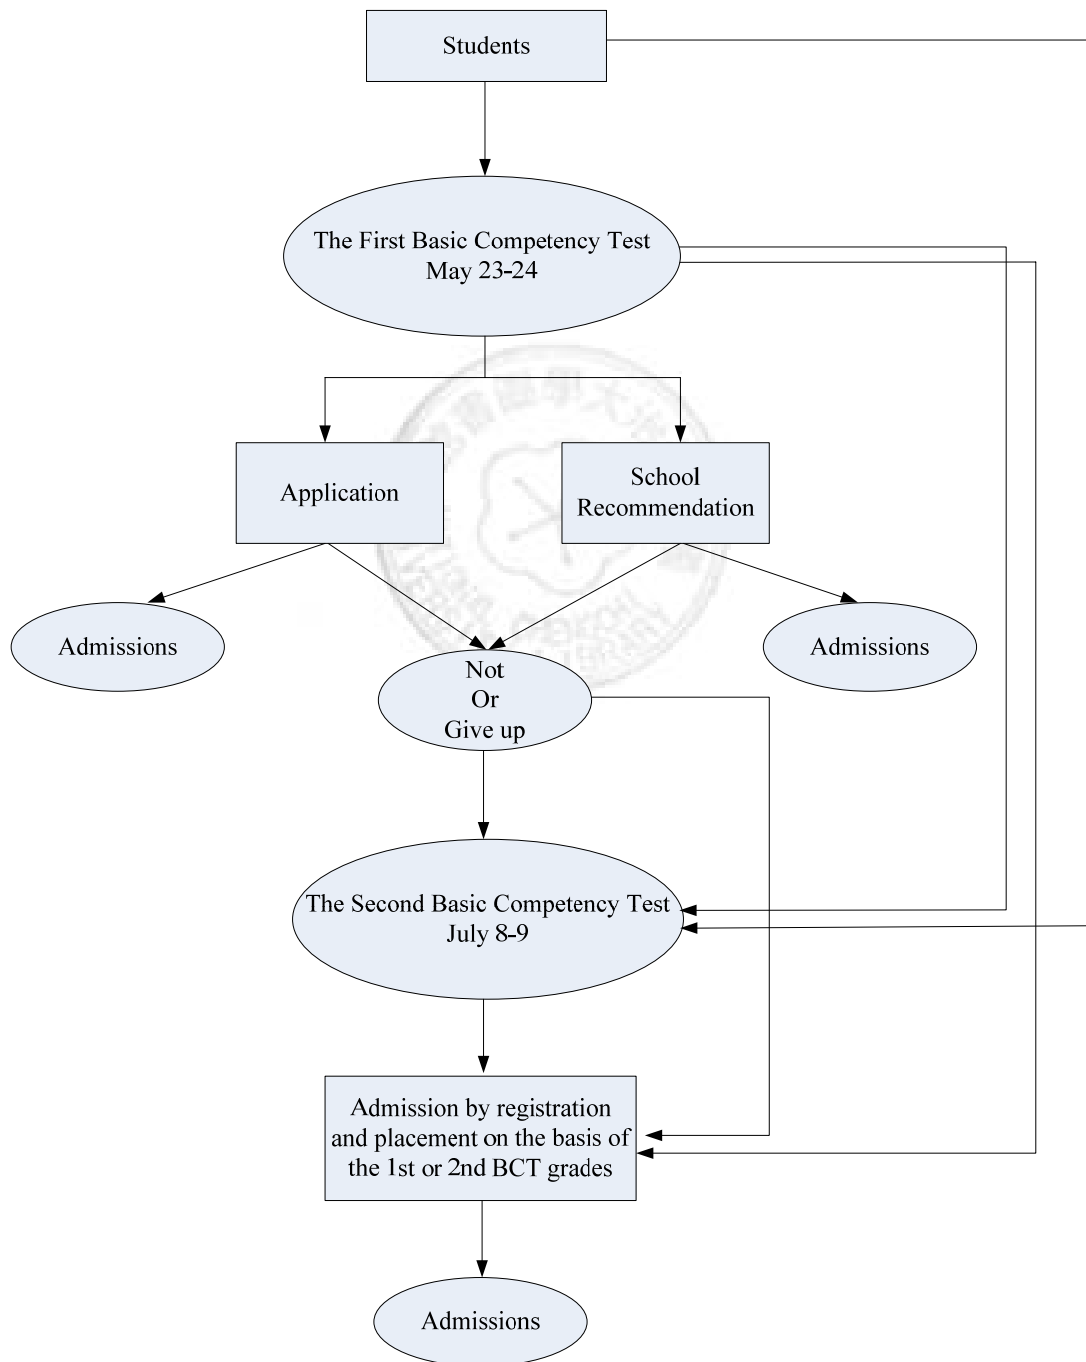 Students
The First Basic Competency Test
May 23-24
Application
School
Recommendation
Admissions
Admissions
Not
Or
Give up
The Second Basic Competency Test
July 8-9
Admission by registration
and placement on the basis of
the 1st or 2nd BCT grades
Admissions